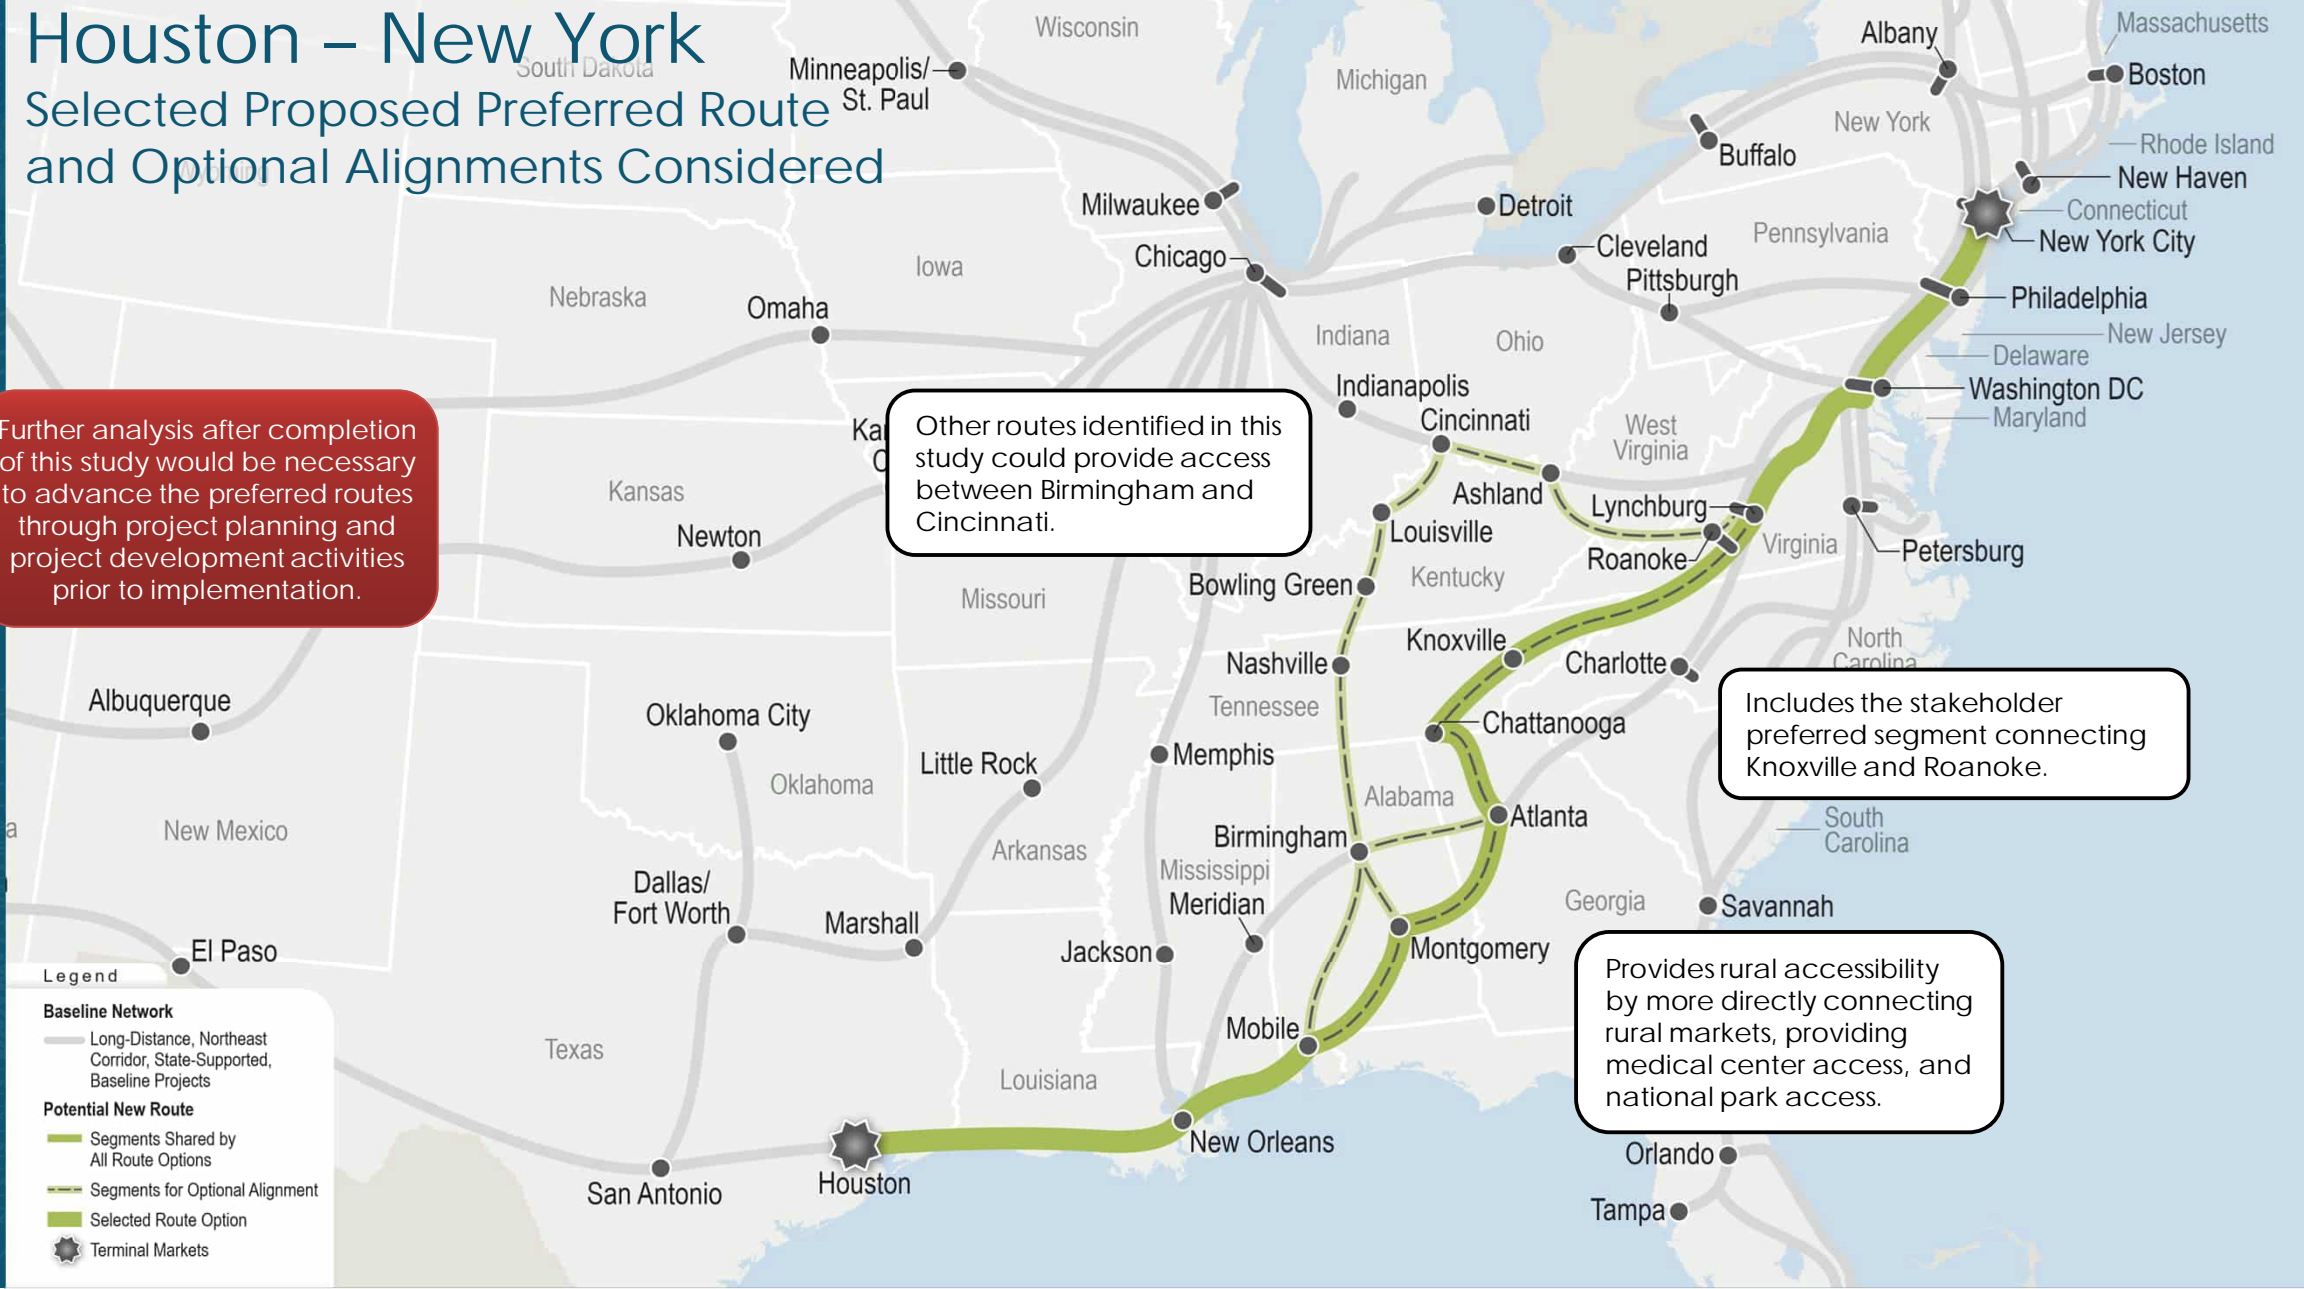 Houston – New York
Selected Proposed Preferred Route
and Optional Alignments Considered
South Dakota
Wyoming
Wisconsin
Minneapolis/
St. Paul
Michigan
Albany
Massachusetts
Boston
New York
Rhode Island
Buffalo
New Haven
Connecticut
New York City
Milwaukee
Detroit
Chicago
Cleveland
Pittsburgh
Pennsylvania
Iowa
Nebraska
Omaha
Philadelphia
New Jersey
Delaware
Washington DC
Maryland
Indiana
Ohio
Indianapolis
Cincinnati
West
Virginia
Further analysis after completion
of this study would be necessary
to advance the preferred routes
through project planning and
project development activities
prior to implementation.
Other routes identified in this
study could provide access
between Birmingham and
Cincinnati.
Kansas
Newton
Ashland
Lynchburg
Louisville
Roanoke
Virginia
Petersburg
Bowling Green
Kentucky
Missouri
Knoxville
Nashville
Charlotte
North
Carolina
Tennessee
Chattanooga
Includes the stakeholder
preferred segment connecting
Knoxville and Roanoke.
Albuquerque
Oklahoma City
Little Rock
Memphis
Oklahoma
Alabama
Atlanta
New Mexico
Arkansas
Birmingham
Mississippi
South
Carolina
Dallas/
Fort Worth
Marshall
Meridian
Georgia
Savannah
El Paso
Jackson
Montgomery
Provides rural accessibility
by more directly connecting
rural markets, providing
medical center access, and
national park access.
Mobile
Texas
Louisiana
New Orleans
Houston
San Antonio
Orlando
Tampa
Legend
Baseline Network
Long-Distance, Northeast
Corridor, State-Supported,
Baseline Projects
Potential New Route
Segments Shared by
All Route Options
Segments for Optional Alignment
Selected Route Option
Terminal Markets